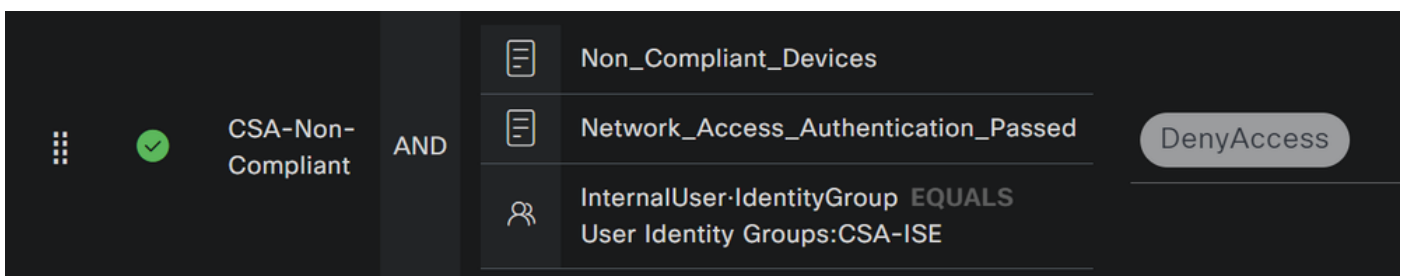 CSA-Non-
Compliant
AND
Non_Compliant_Devices
Network_Access_Authentication_Passed
InternalUser·IdentityGroup EQUALS
User Identity Groups:CSA-ISE
DenyAccess